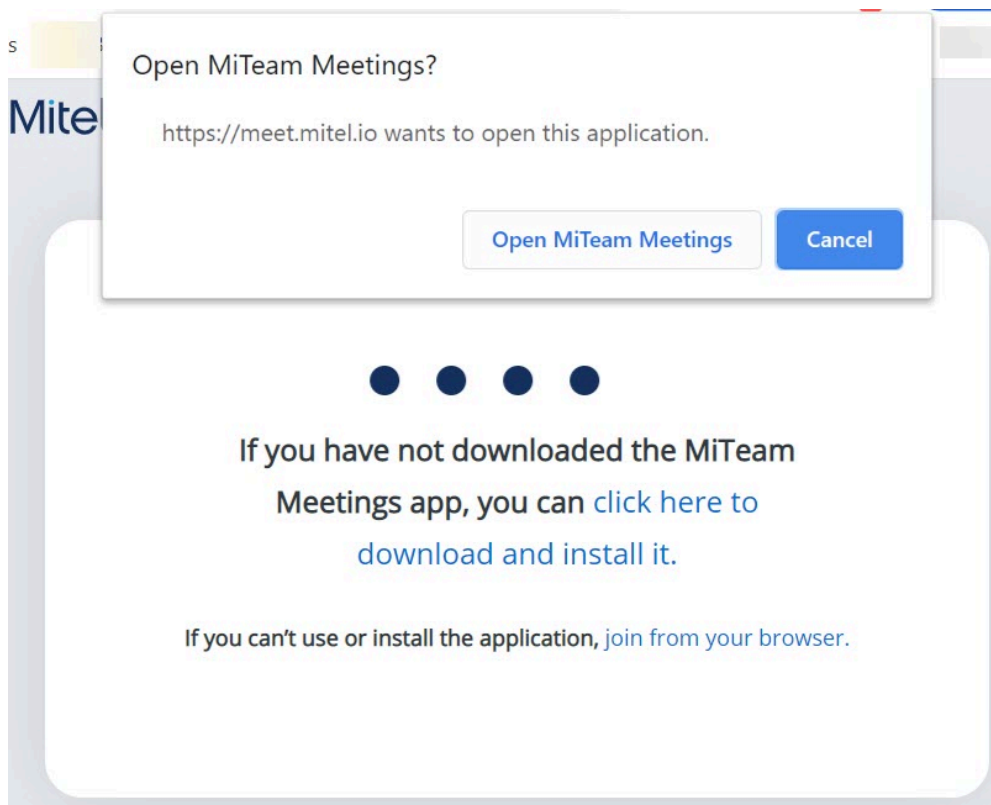 s
Open MiTeam Meetings?
Mitel
https://meet.mitel.io wants to open this application.
Open MiTeam Meetings
Cancel
If you have not downloaded the MiTeam
Meetings app, you can click here to
download and install it.
If you can’t use or install the application, join from your browser.